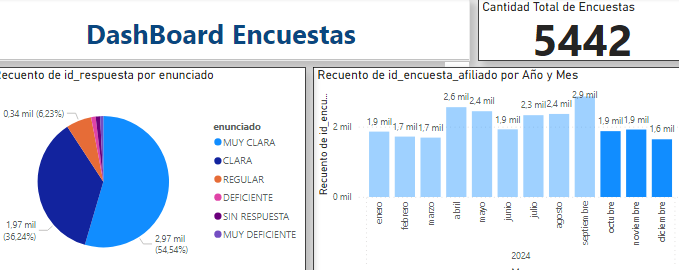 DashBoard Encuestas
Cantidad Total de Encuestas
5442
Recuento de id_respuesta por enunciado
0,34 mil (6,23%)
1,97 mil
(36,24%)
2,97 mil
(54,54%)
enunciado
MUY CLARA
CLARA
REGULAR
DEFICIENTE
SIN RESPUESTA
MUY DEFICIENTE
Recuento de id_encuesta_afiliado por Año y Mes
Recuento de id_encu...
2 mil
0 mil
1,9 mil
1,7 mil
1,7 mil
2,6 mil
2,4 mil
1,9 mil
2,3 mil
2,4 mil
2,9 mil
1,9 mil
1,9 mil
1,6 mil
enero
febrero
marzo
abril
mayo
junio
julio
agosto
septiembre
octubre
noviembre
diciembre
2024